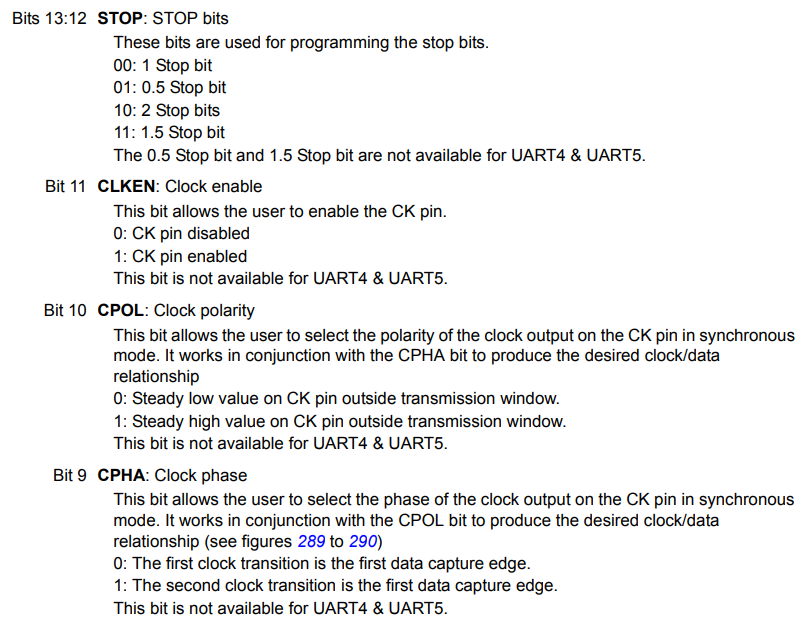 Bits 13:12 STOP: STOP bits
These bits are used for programming the stop bits.
00: 1 Stop bit
01: 0.5 Stop bit
10: 2 Stop bits
11: 1.5 Stop bit
The 0.5 Stop bit and 1.5 Stop bit are not available for UART4 & UART5.
Bit 11 CLKEN: Clock enable
This bit allows the user to enable the CK pin.
0: CK pin disabled
1: CK pin enabled
This bit is not available for UART4 & UART5.
Bit 10 CPOL: Clock polarity
This bit allows the user to select the polarity of the clock output on the CK pin in synchronous
mode. It works in conjunction with the CPHA bit to produce the desired clock/data
relationship
0: Steady low value on CK pin outside transmission window.
1: Steady high value on CK pin outside transmission window.
This bit is not available for UART4 & UART5.
Bit 9 CPHA: Clock phase
This bit allows the user to select the phase of the clock output on the CK pin in synchronous
mode. It works in conjunction with the CPOL bit to produce the desired clock/data
relationship (see figures 289 to 290)
0: The first clock transition is the first data capture edge.
1: The second clock transition is the first data capture edge.
This bit is not available for UART4 & UART5.